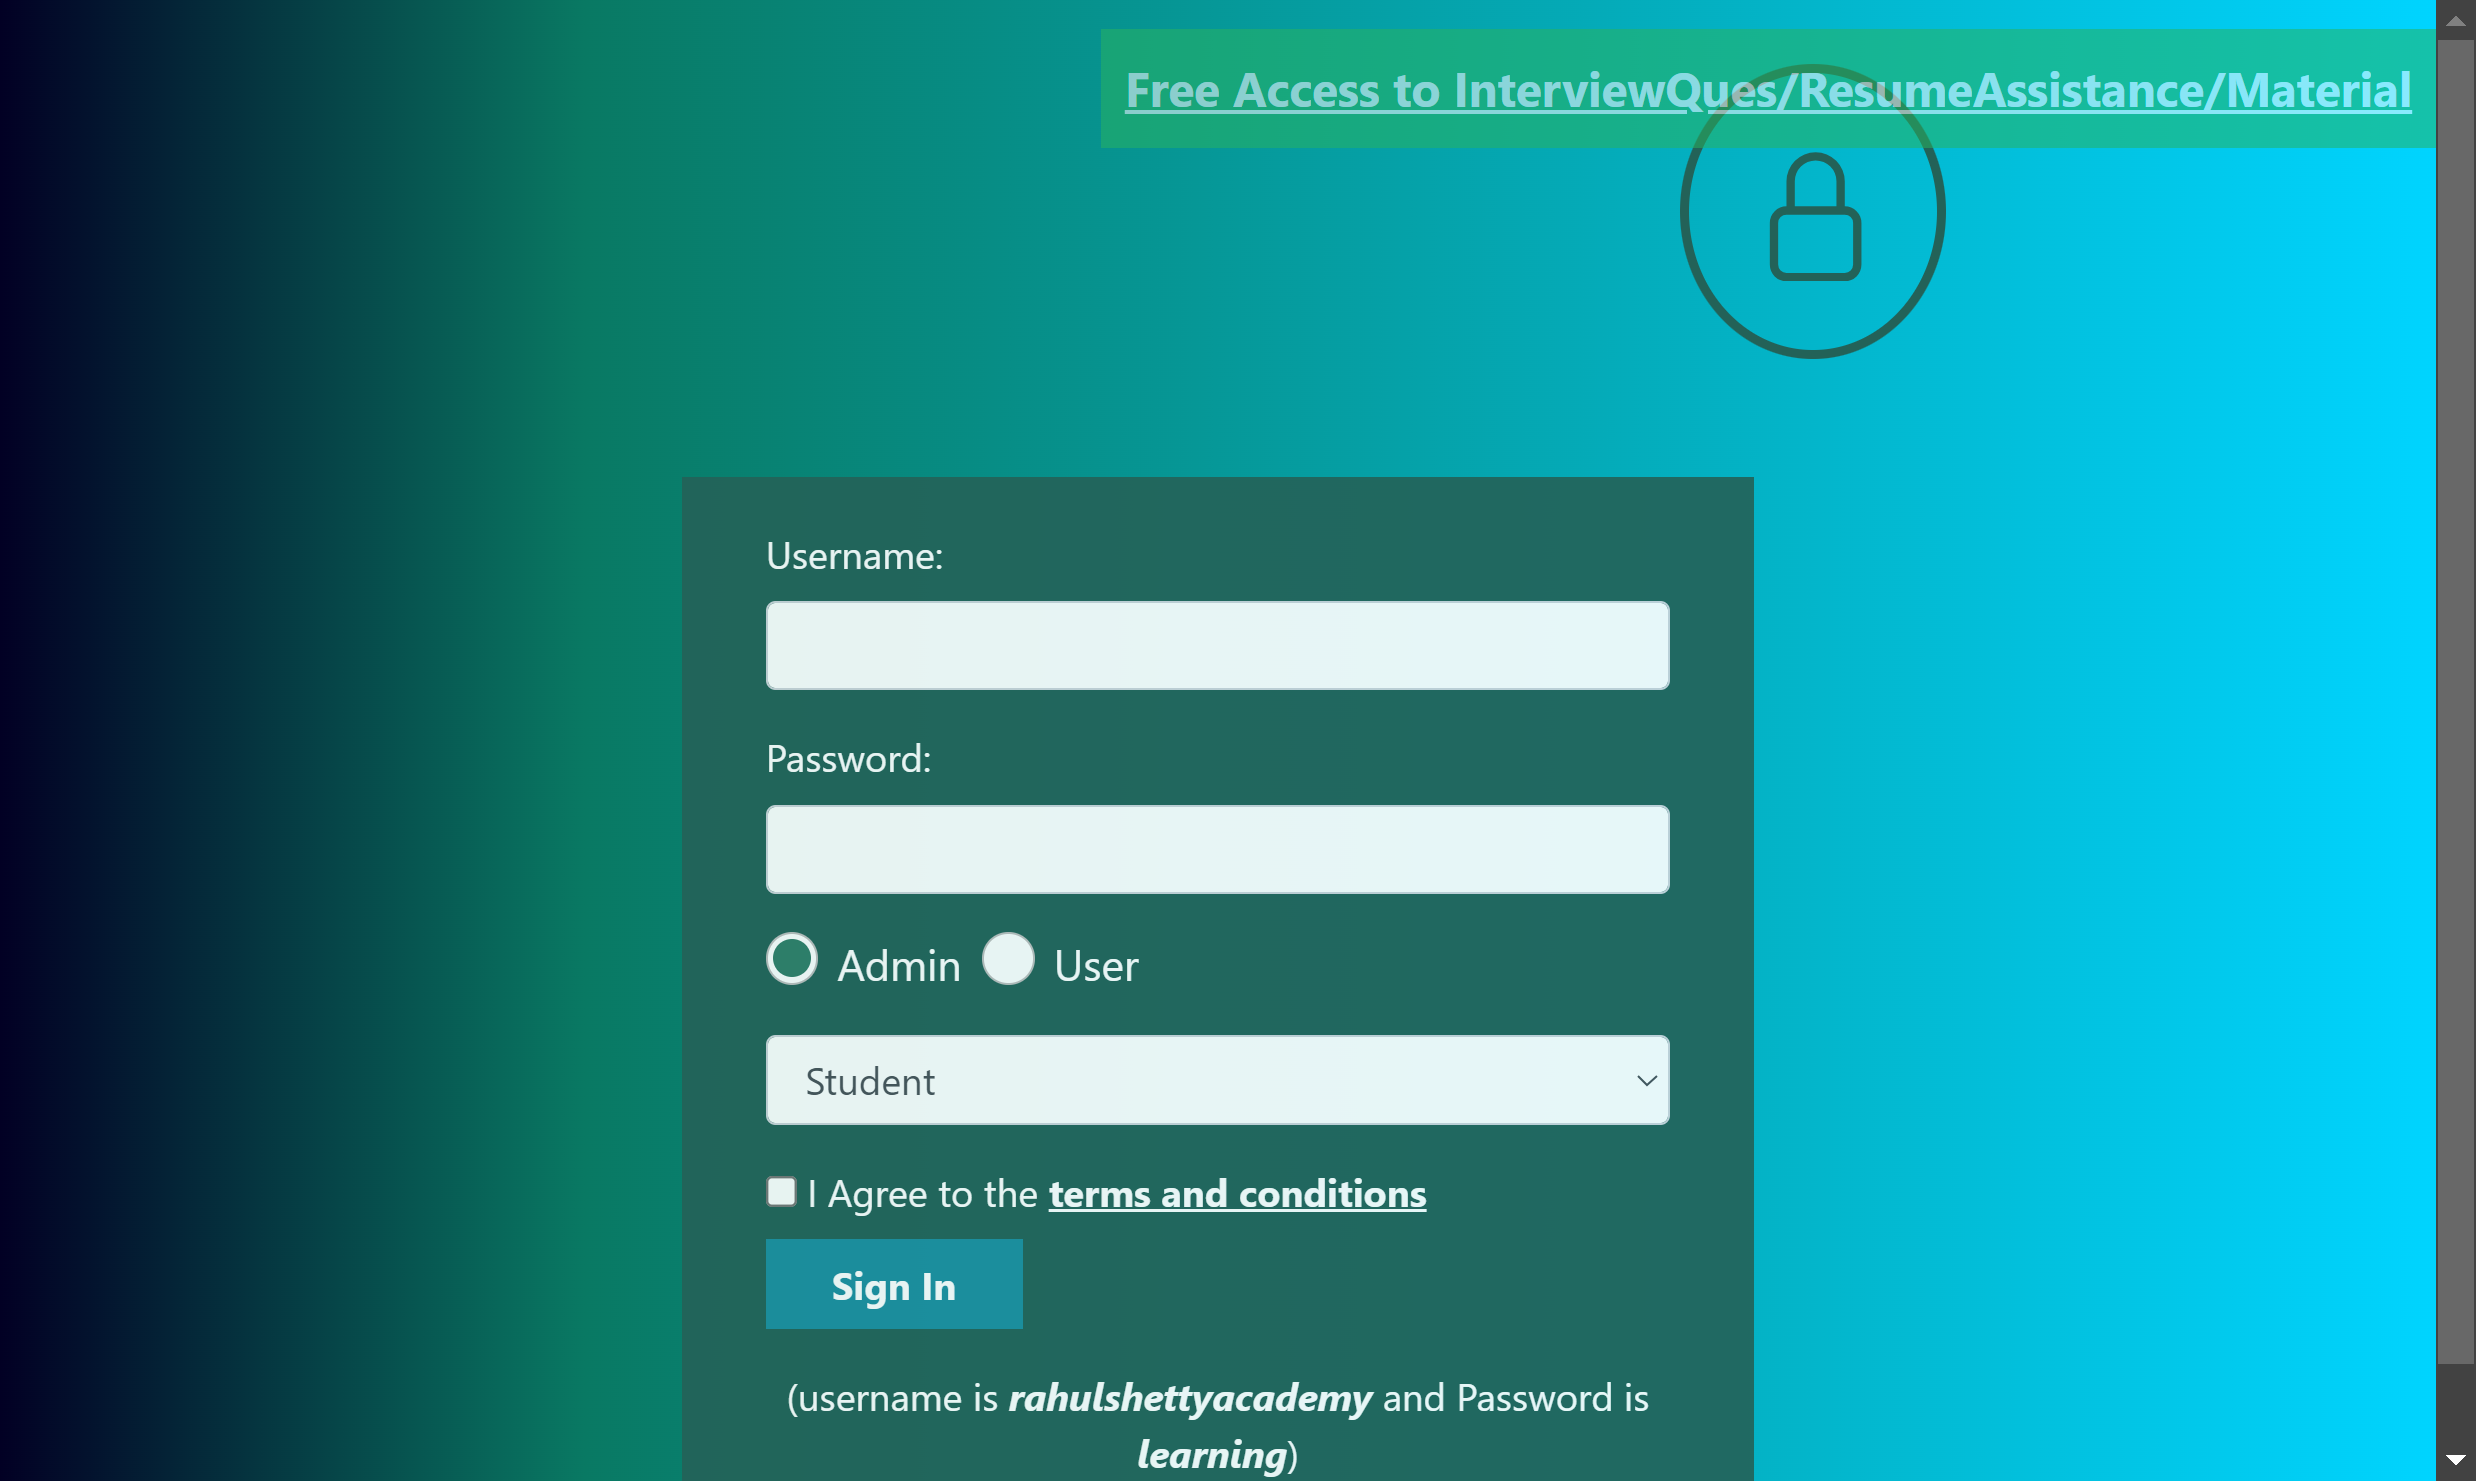 Free Access to InterviewQues/ResumeAssistance/Material
Username:
Password:
Admin User
Student
I Agree to the terms and conditions
Sign In
(username is rahulshettyacademy and Password is
learning)